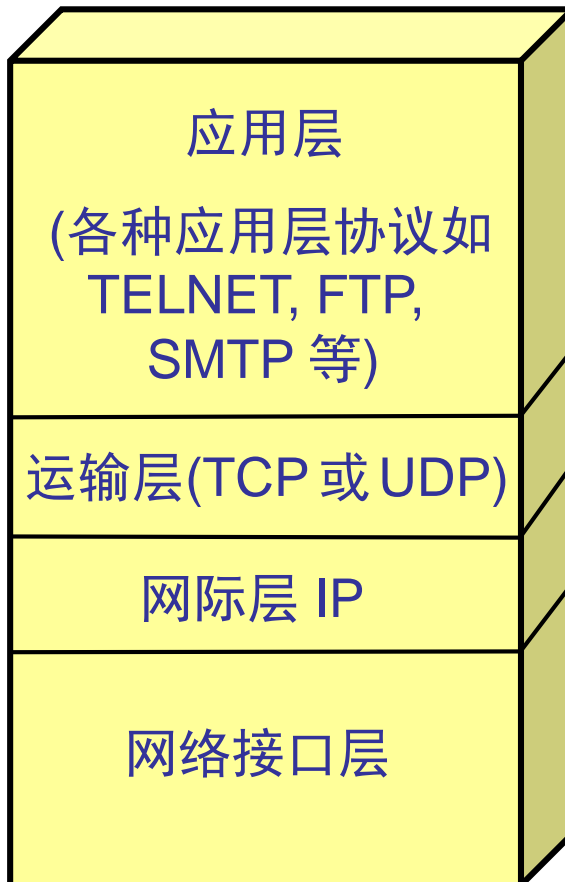 应用层
(各种应用层协议如
TELNET, FTP,
SMTP 等)
运输层(TCP 或 UDP)
网际层 IP
网络接口层